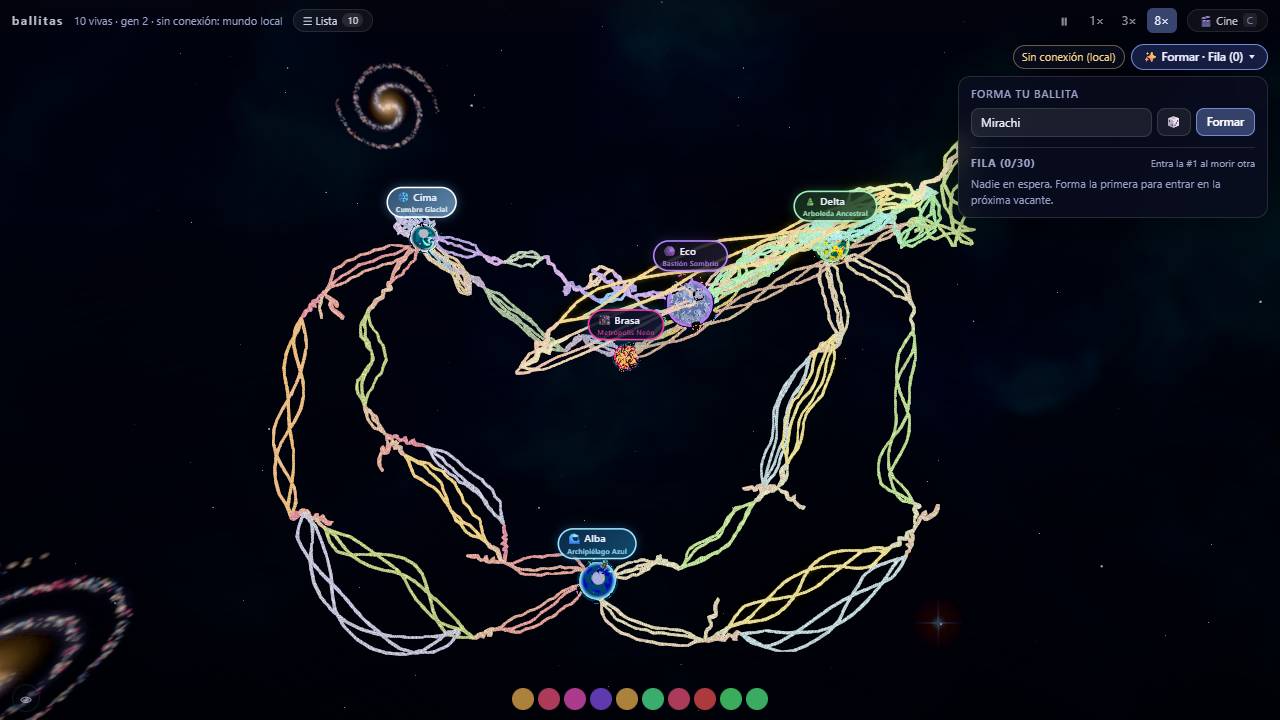 ballitas
10 vivas · gen 2 · sin conexión: mundo local
☰ Lista 10
1×
3×
8×
Cine C
Sin conexión (local)
Formar · Fila (0) ▾
FORMA TU BALLITA
Mirachi
Formar
FILA (0/30)
Entra la #1 al morir otra
Nadie en espera. Forma la primera para entrar en la
próxima vacante.
Cima
Cumbre Glacial
Delta
Arboleda Ancestral
Eco
Bastión Sombrío
Brasa
Metrópolis Neón
Alba
Archipiélago Azul